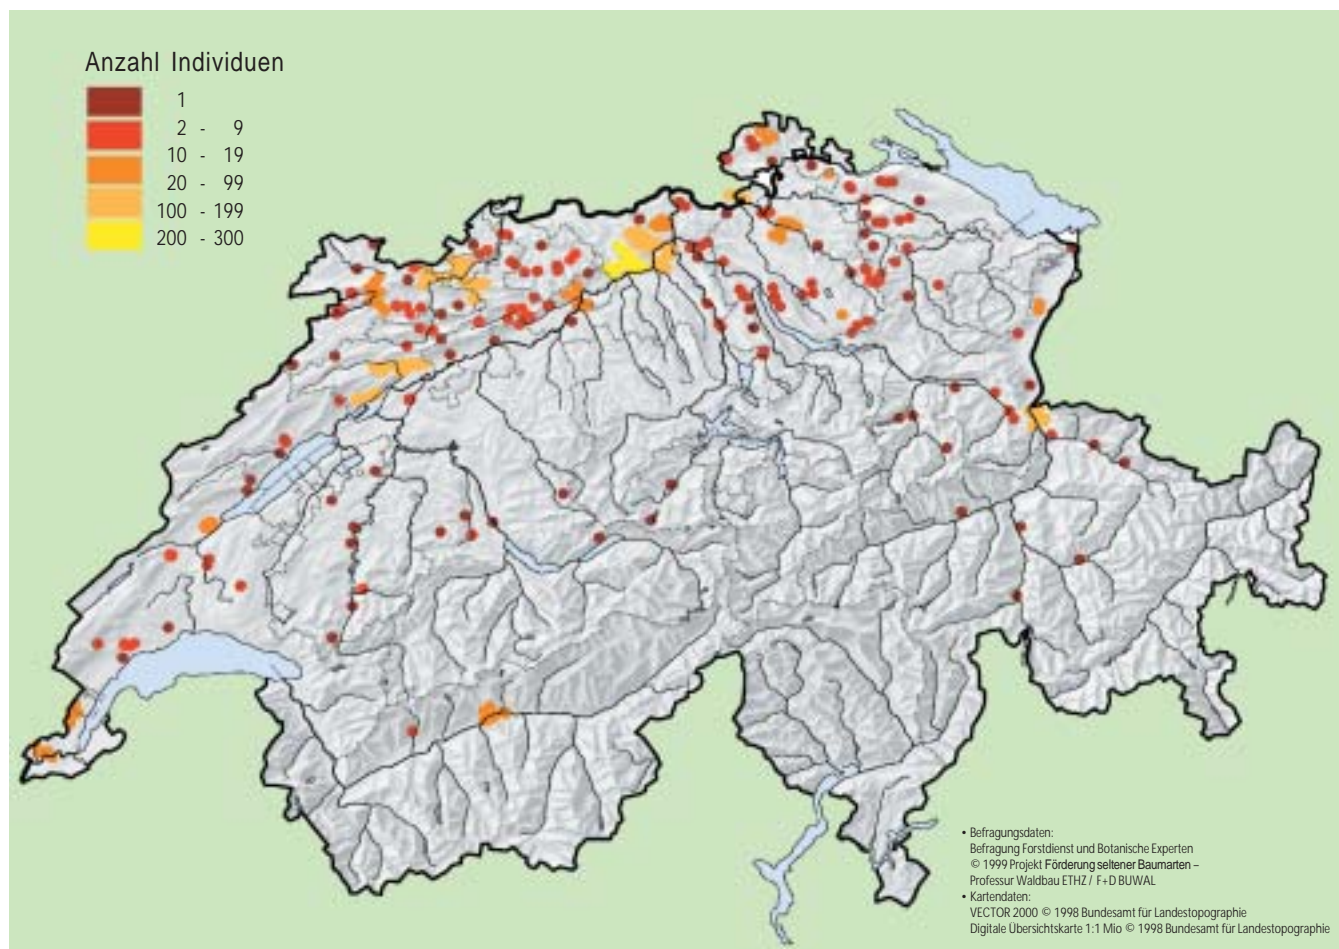 Anzahl Individuen
1
2 - 9
10 - 19
20 - 99
100 - 199
200 - 300
• Befragungsdaten:
Befragung Forstdienst und Botanische Experten
© 1999 Projekt Förderung seltener Baumarten –
Professur Waldbau ETHZ / F+D BUWAL
• Kartendaten:
VECTOR 2000 © 1998 Bundesamt für Landestopographie
Digitale Übersichtskarte 1:1 Mio © 1998 Bundesamt für Landestopographie